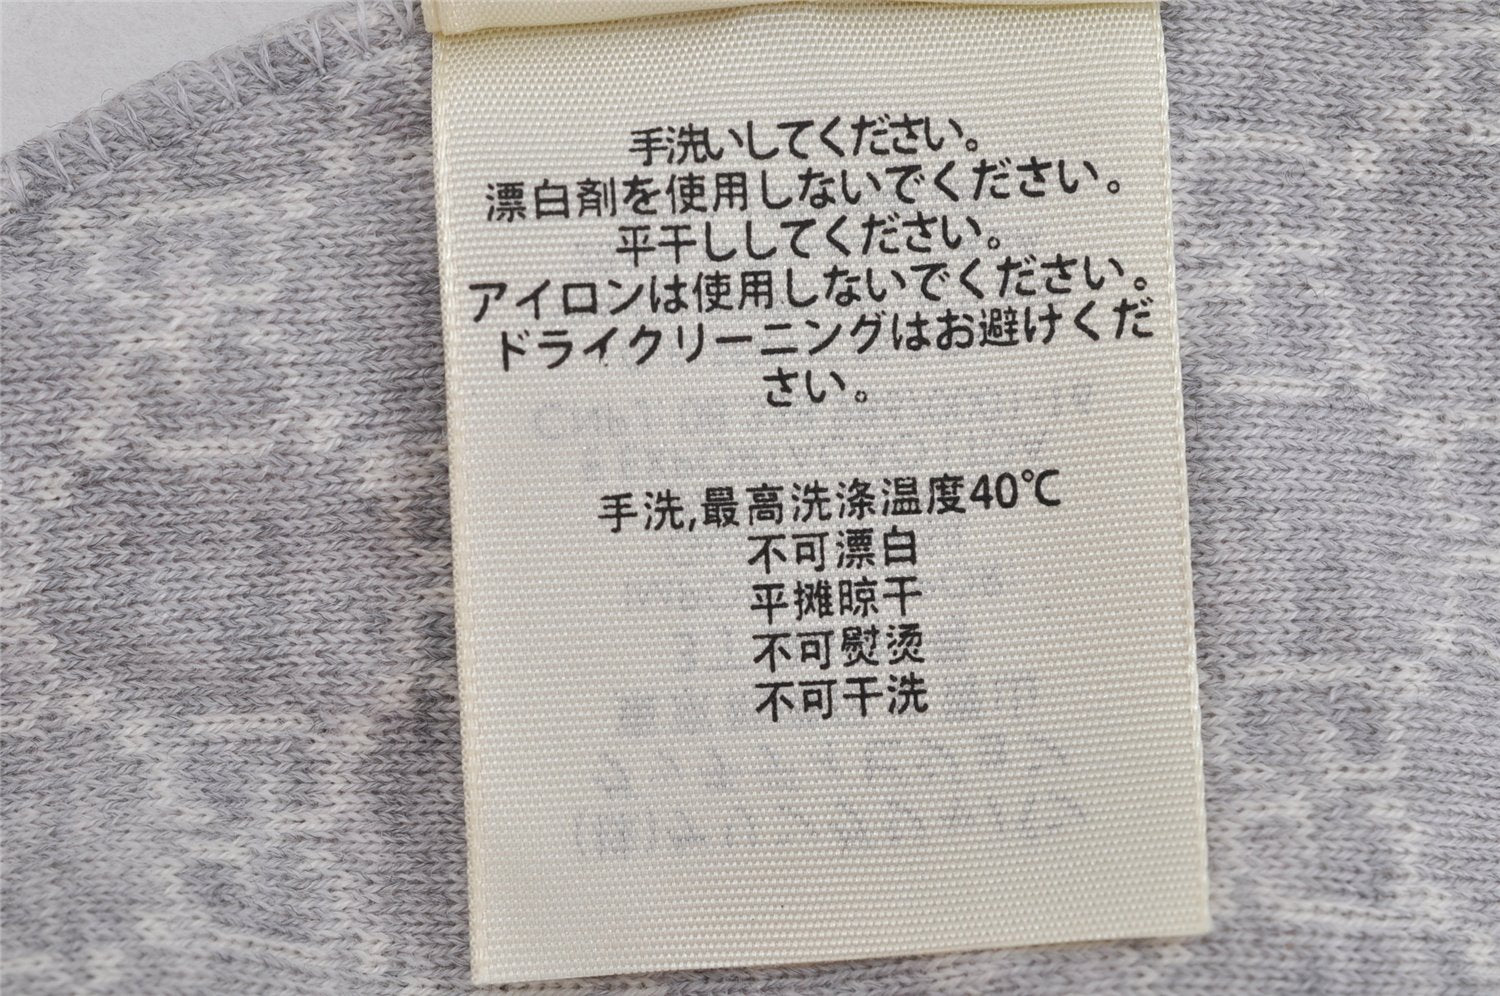 手洗いしてください。
漂白剤を使用しないでください。
平干ししてください。
アイロンは使用しないでください。
ドライクリーニングはお避けくだ
さい。
手洗,最高洗涤温度40℃
不可漂白
平摊晾干
不可熨烫
不可干洗